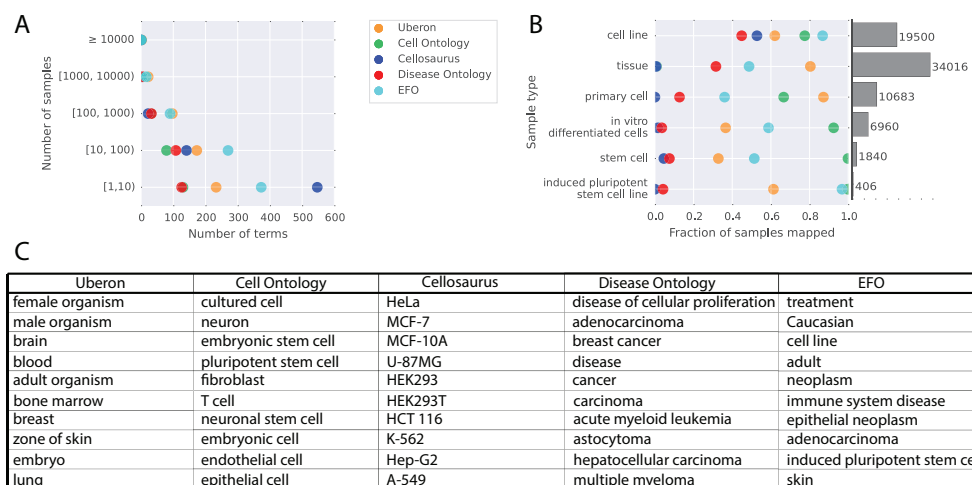 A
Number of samples
≥ 10000
[1000, 10000)
[100, 1000)
[10, 100)
[1,10)
0 100 200 300 400 500 600
Number of terms
Uberon
Cell Ontology
Cellosaurus
Disease Ontology
EFO
B
Sample type
cell line
tissue
primary cell
in vitro
differentiated cells
stem cell
induced pluripotent
stem cell line
0.0 0.2 0.4 0.6 0.8 1.0
Fraction of samples mapped
19500
34016
10683
6960
1840
406
C
Uberon Cell Ontology Cellosaurus Disease Ontology EFO
female organism cultured cell HeLa disease of cellular proliferation treatment
male organism neuron MCF-7 adenocarcinoma Caucasian
brain embryonic stem cell MCF-10A breast cancer cell line
blood pluripotent stem cell U-87MG disease adult
adult organism fibroblast HEK293 cancer neoplasm
bone marrow T cell HEK293T carcinoma immune system disease
breast neuronal stem cell HCT 116 acute myeloid leukemia epithelial neoplasm
zone of skin embryonic cell K-562 astocytoma adenocarcinoma
embryo endothelial cell Hep-G2 hepatocellular carcinoma induced pluripotent stem ce
lung epithelial cell A-549 multiple myeloma skin